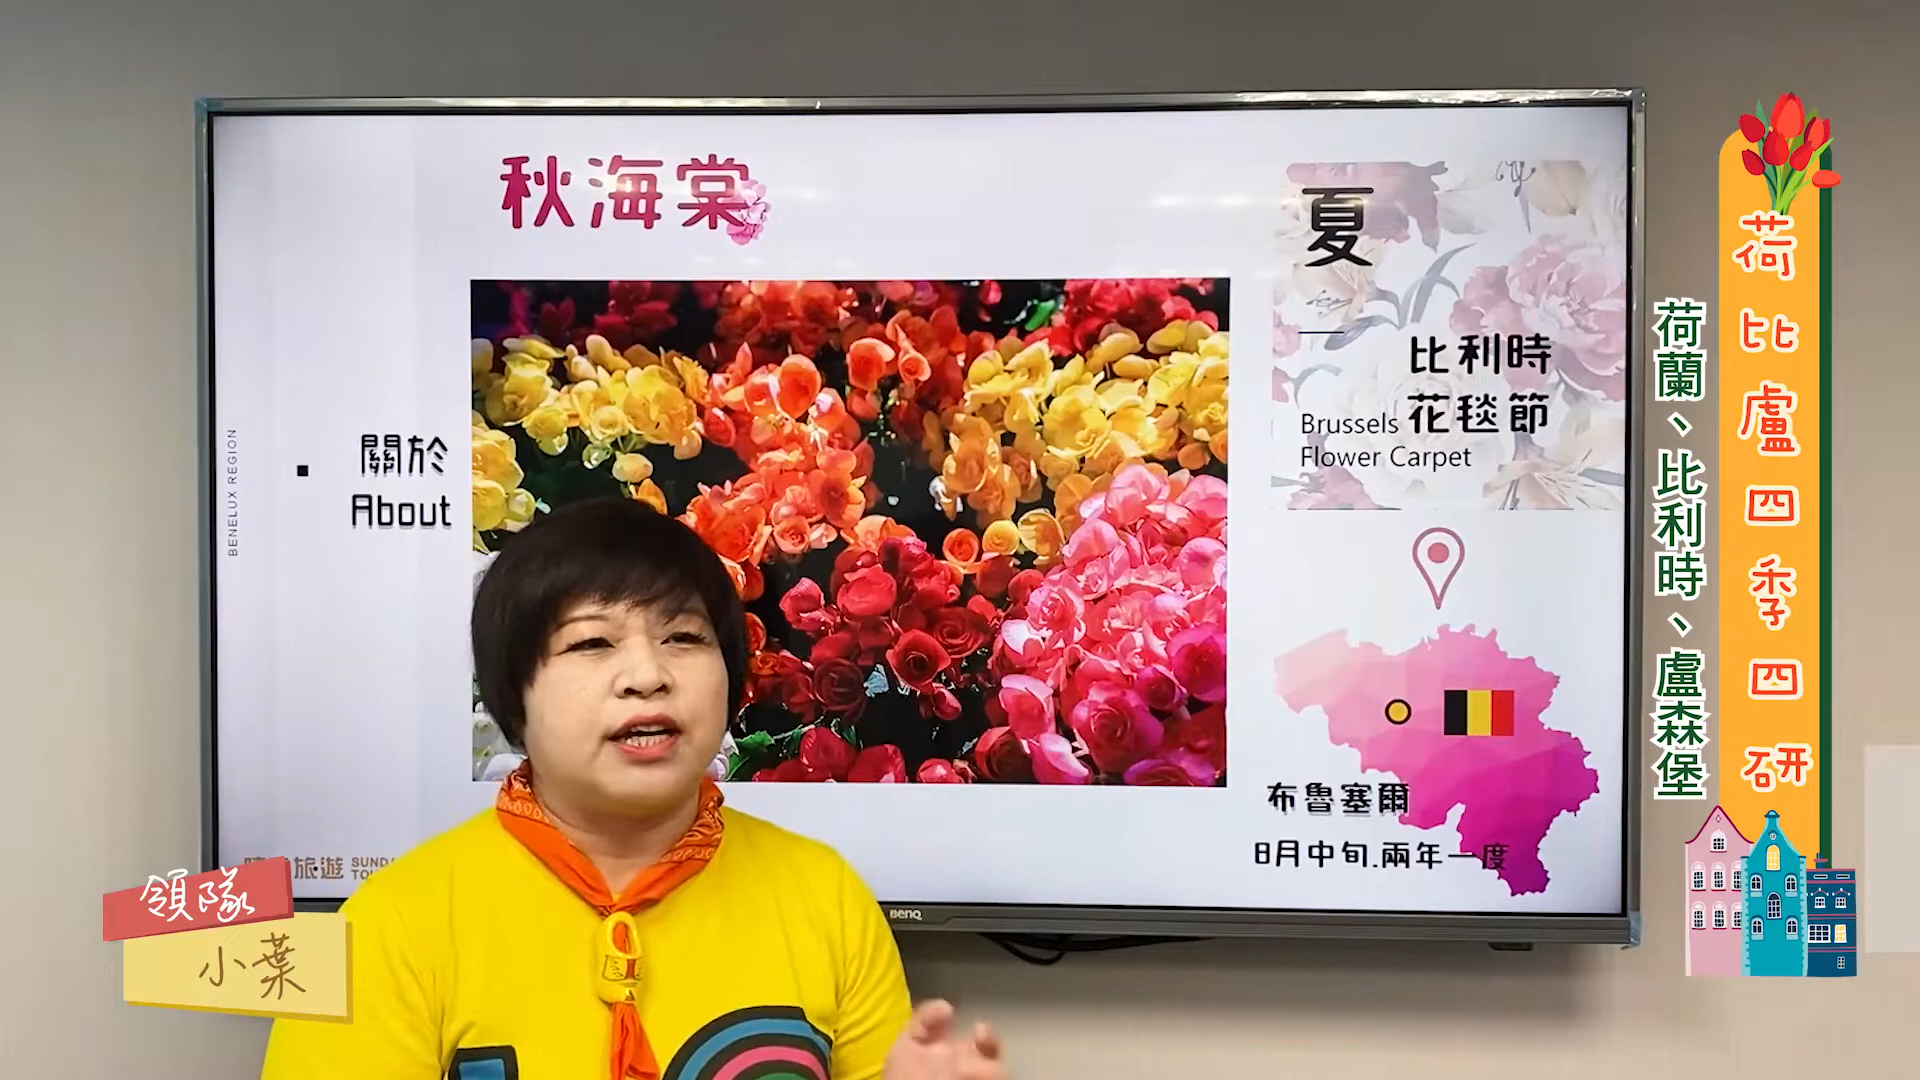 秋海棠
夏
比利時
花毯節
Brussels
Flower Carpet
BENELUX REGION
關於
About
布魯塞爾
8月中旬.兩年一度
旅遊
SUND
TOU
BenQ
領隊
小葉
荷蘭、比利時、盧森堡
荷比盧四季四研